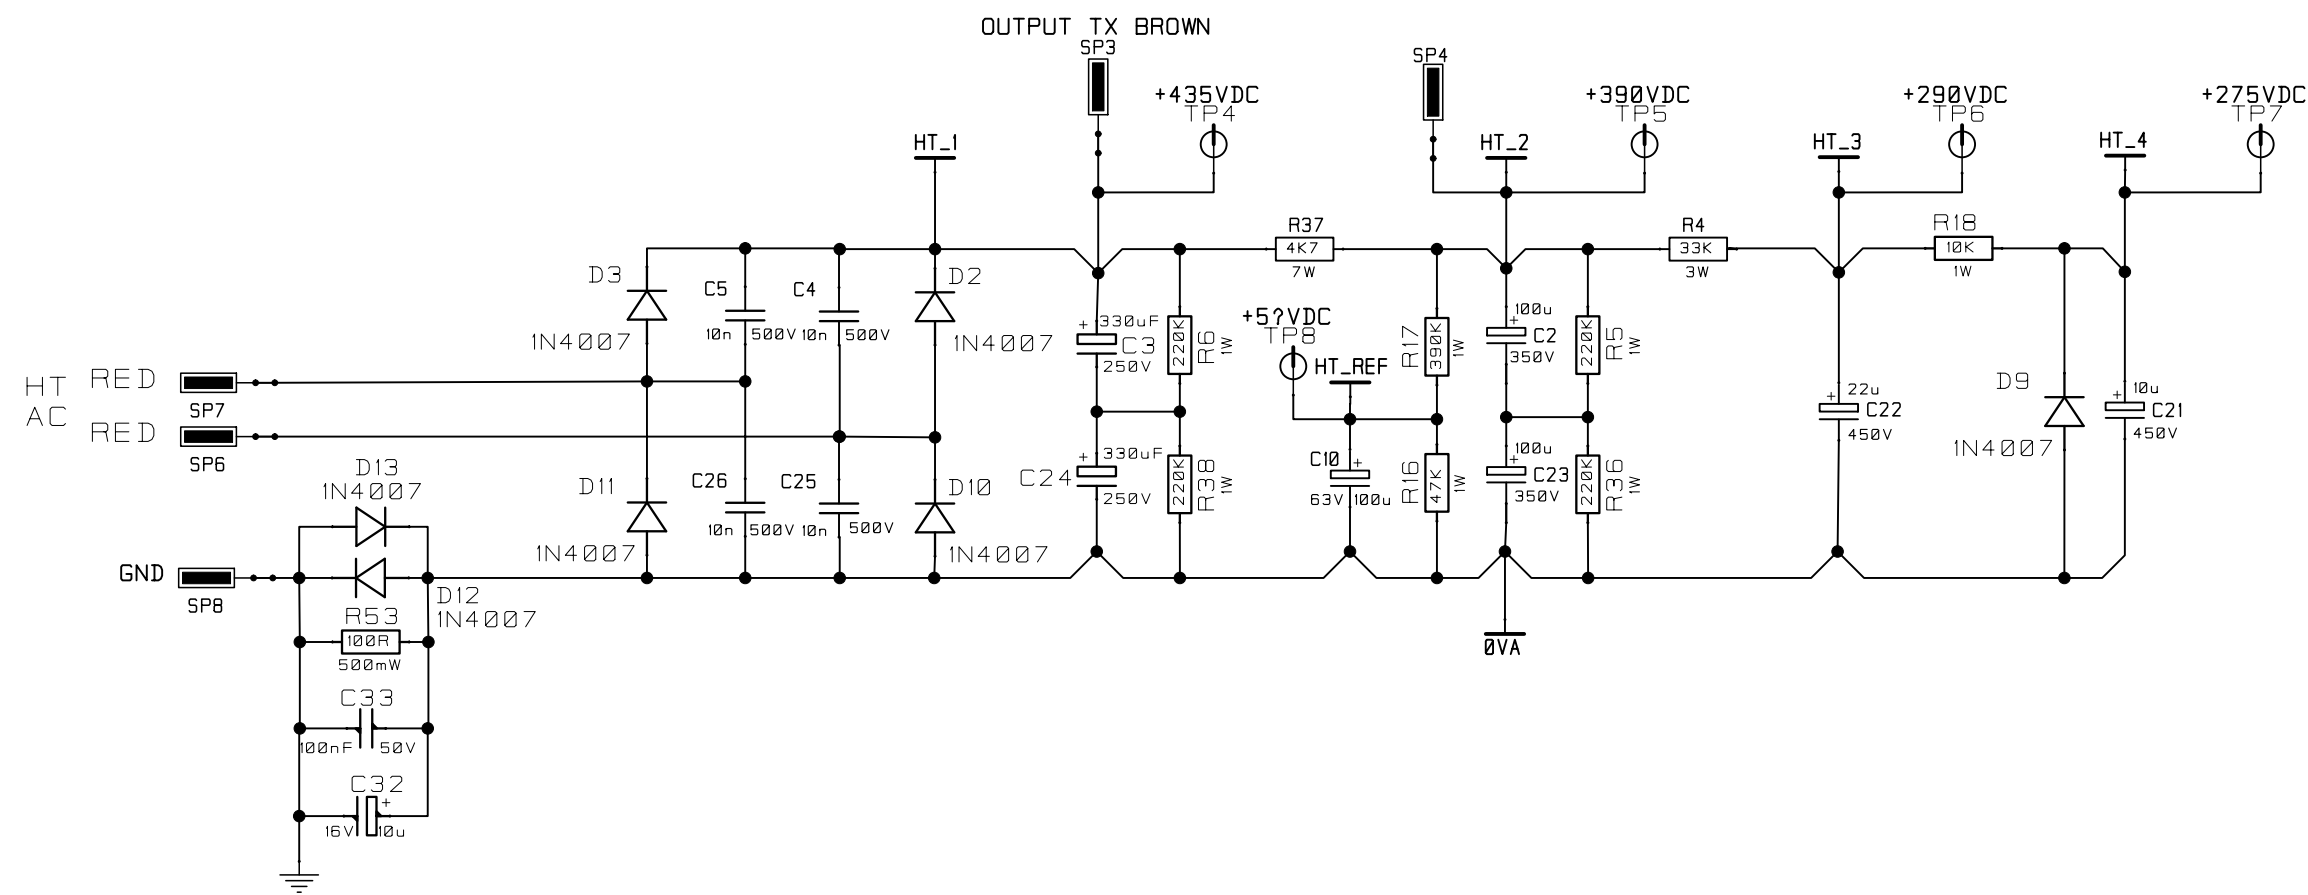 OUTPUT TX BROWN
SP3
SP4
+435VDC
TP4
+390VDC
TP5
+290VDC
TP6
+275VDC
TP7
HT_1
HT_2
HT_3
HT_4
R37
4K7
7W
R4
33K
3W
R18
10K
1W
D3
1N4007
C5
10n 500V
C4
10n 500V
D2
1N4007
+ 330uF
C3
250V
R6
220K
1W
+5?VDC
TP8
HT_REF
R17
390K
1W
100u
+
C2
350V
R5
220K
1W
HT
AC
RED
SP7
RED
SP6
22u
+
C22
450V
D9
1N4007
10u
+
C21
450V
D13
1N4007
D11
1N4007
C26
10n 500V
C25
10n 500V
D10
1N4007
+ 330uF
C24
250V
R38
220K
1W
C10
+
63V 100u
R16
47K
1W
100u
+
C23
350V
R36
220K
1W
GND
SP8
D12
1N4007
R53
100R
500mW
0VA
C33
100nF 50V
C32
+
16V 10u